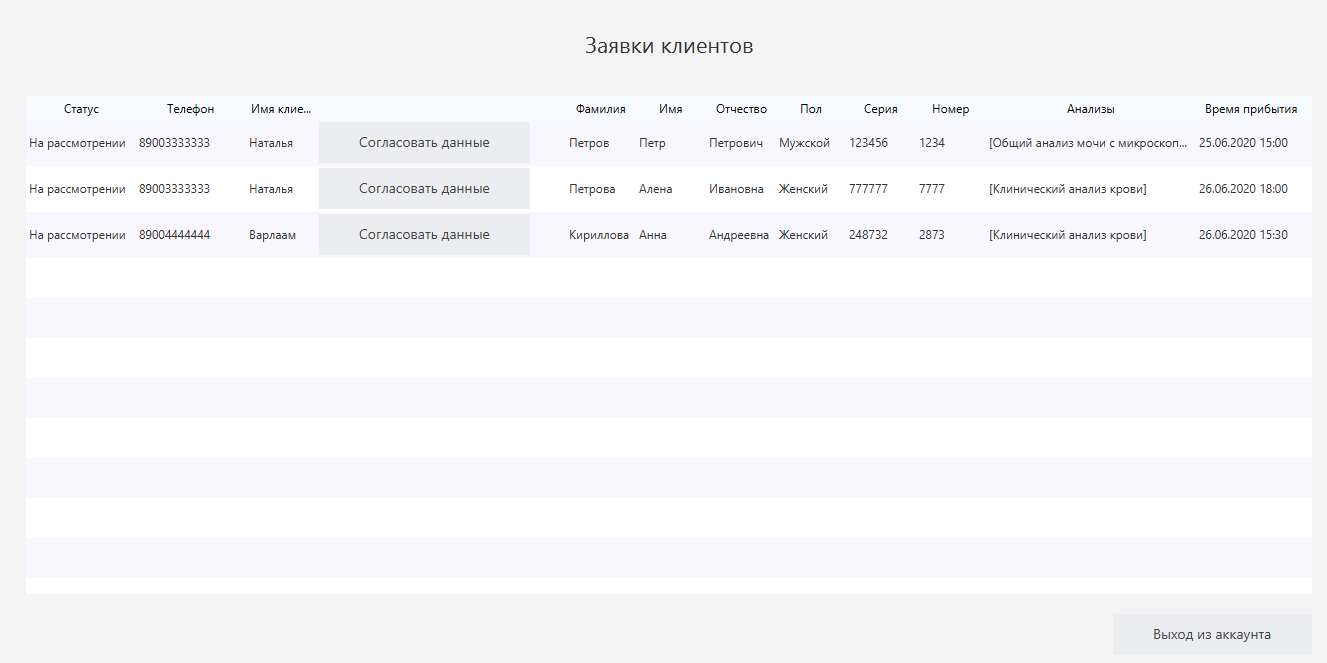 Заявки клиентов
Статус Телефон Имя клие... Фамилия Имя Отчество Пол Серия Номер Анализы Время прибытия
На рассмотрении 89003333333 Наталья Согласовать данные Петров Петр Петрович Мужской 123456 1234 [Общий анализ мочи с микроскоп... 25.06.2020 15:00
На рассмотрении 89003333333 Наталья Согласовать данные Петрова Алена Ивановна Женский 777777 7777 [Клинический анализ крови] 26.06.2020 18:00
На рассмотрении 89004444444 Варлаам Согласовать данные Кириллова Анна Андреевна Женский 248732 2873 [Клинический анализ крови] 26.06.2020 15:30
Выход из аккаунта